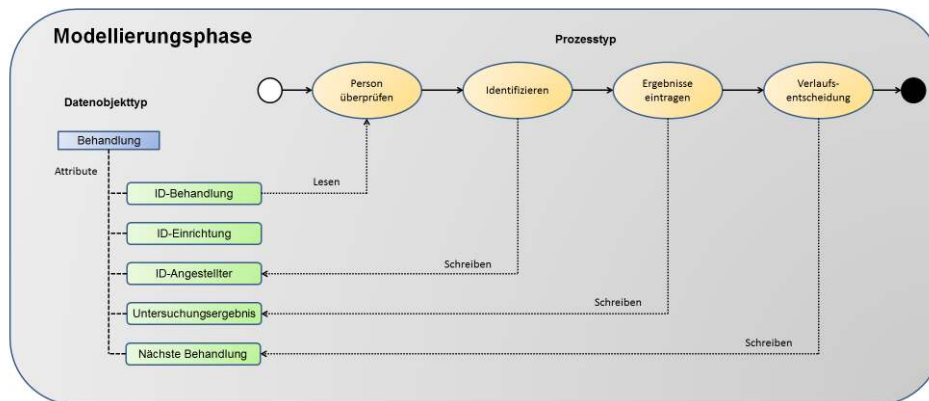 Modellierungsphase
Prozesstyp
Person
überprüfen
Identifizieren
Ergebnisse
eintragen
Verlaufs-
entscheidung
Datenobjekttyp
Behandlung
Attribute
ID-Behandlung
Lesen
ID-Einrichtung
ID-Angestellter
Schreiben
Untersuchungsergebnis
Schreiben
Nächste Behandlung
Schreiben